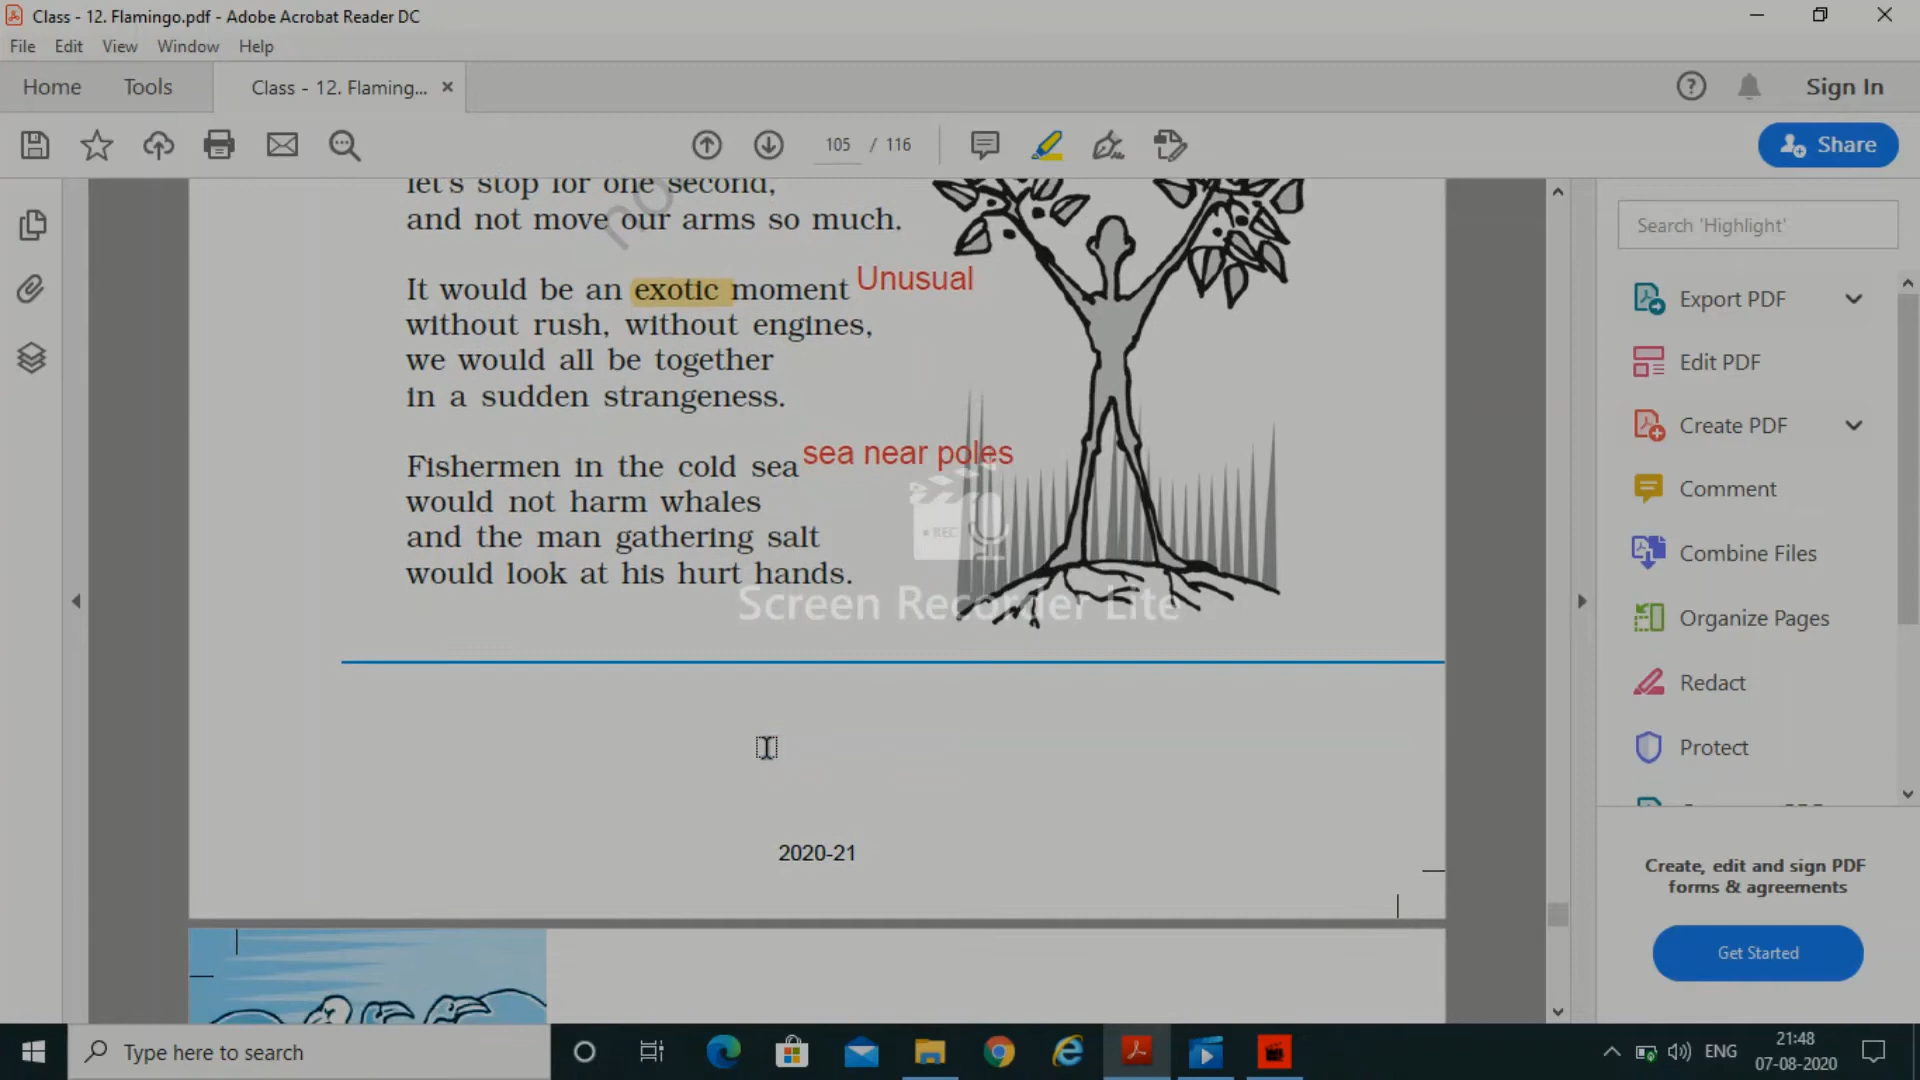 Class - 12. Flamingo.pdf - Adobe Acrobat Reader DC
File Edit View Window Help
Home Tools Class - 12. Flaming... × Sign In
105 / 116 Share
let's stop for one second,
and not move our arms so much.
no
It would be an exotic moment Unusual
without rush, without engines,
we would all be together
in a sudden strangeness.
Fishermen in the cold sea sea near poles
would not harm whales
and the man gathering salt
would look at his hurt hands.
REC
Screen Recorder Lite
2020-21
Search 'Highlight'
Export PDF
Edit PDF
Create PDF
Comment
Combine Files
Organize Pages
Redact
Protect
Create, edit and sign PDF
forms & agreements
Get Started
Type here to search
ENG
21:48
07-08-2020